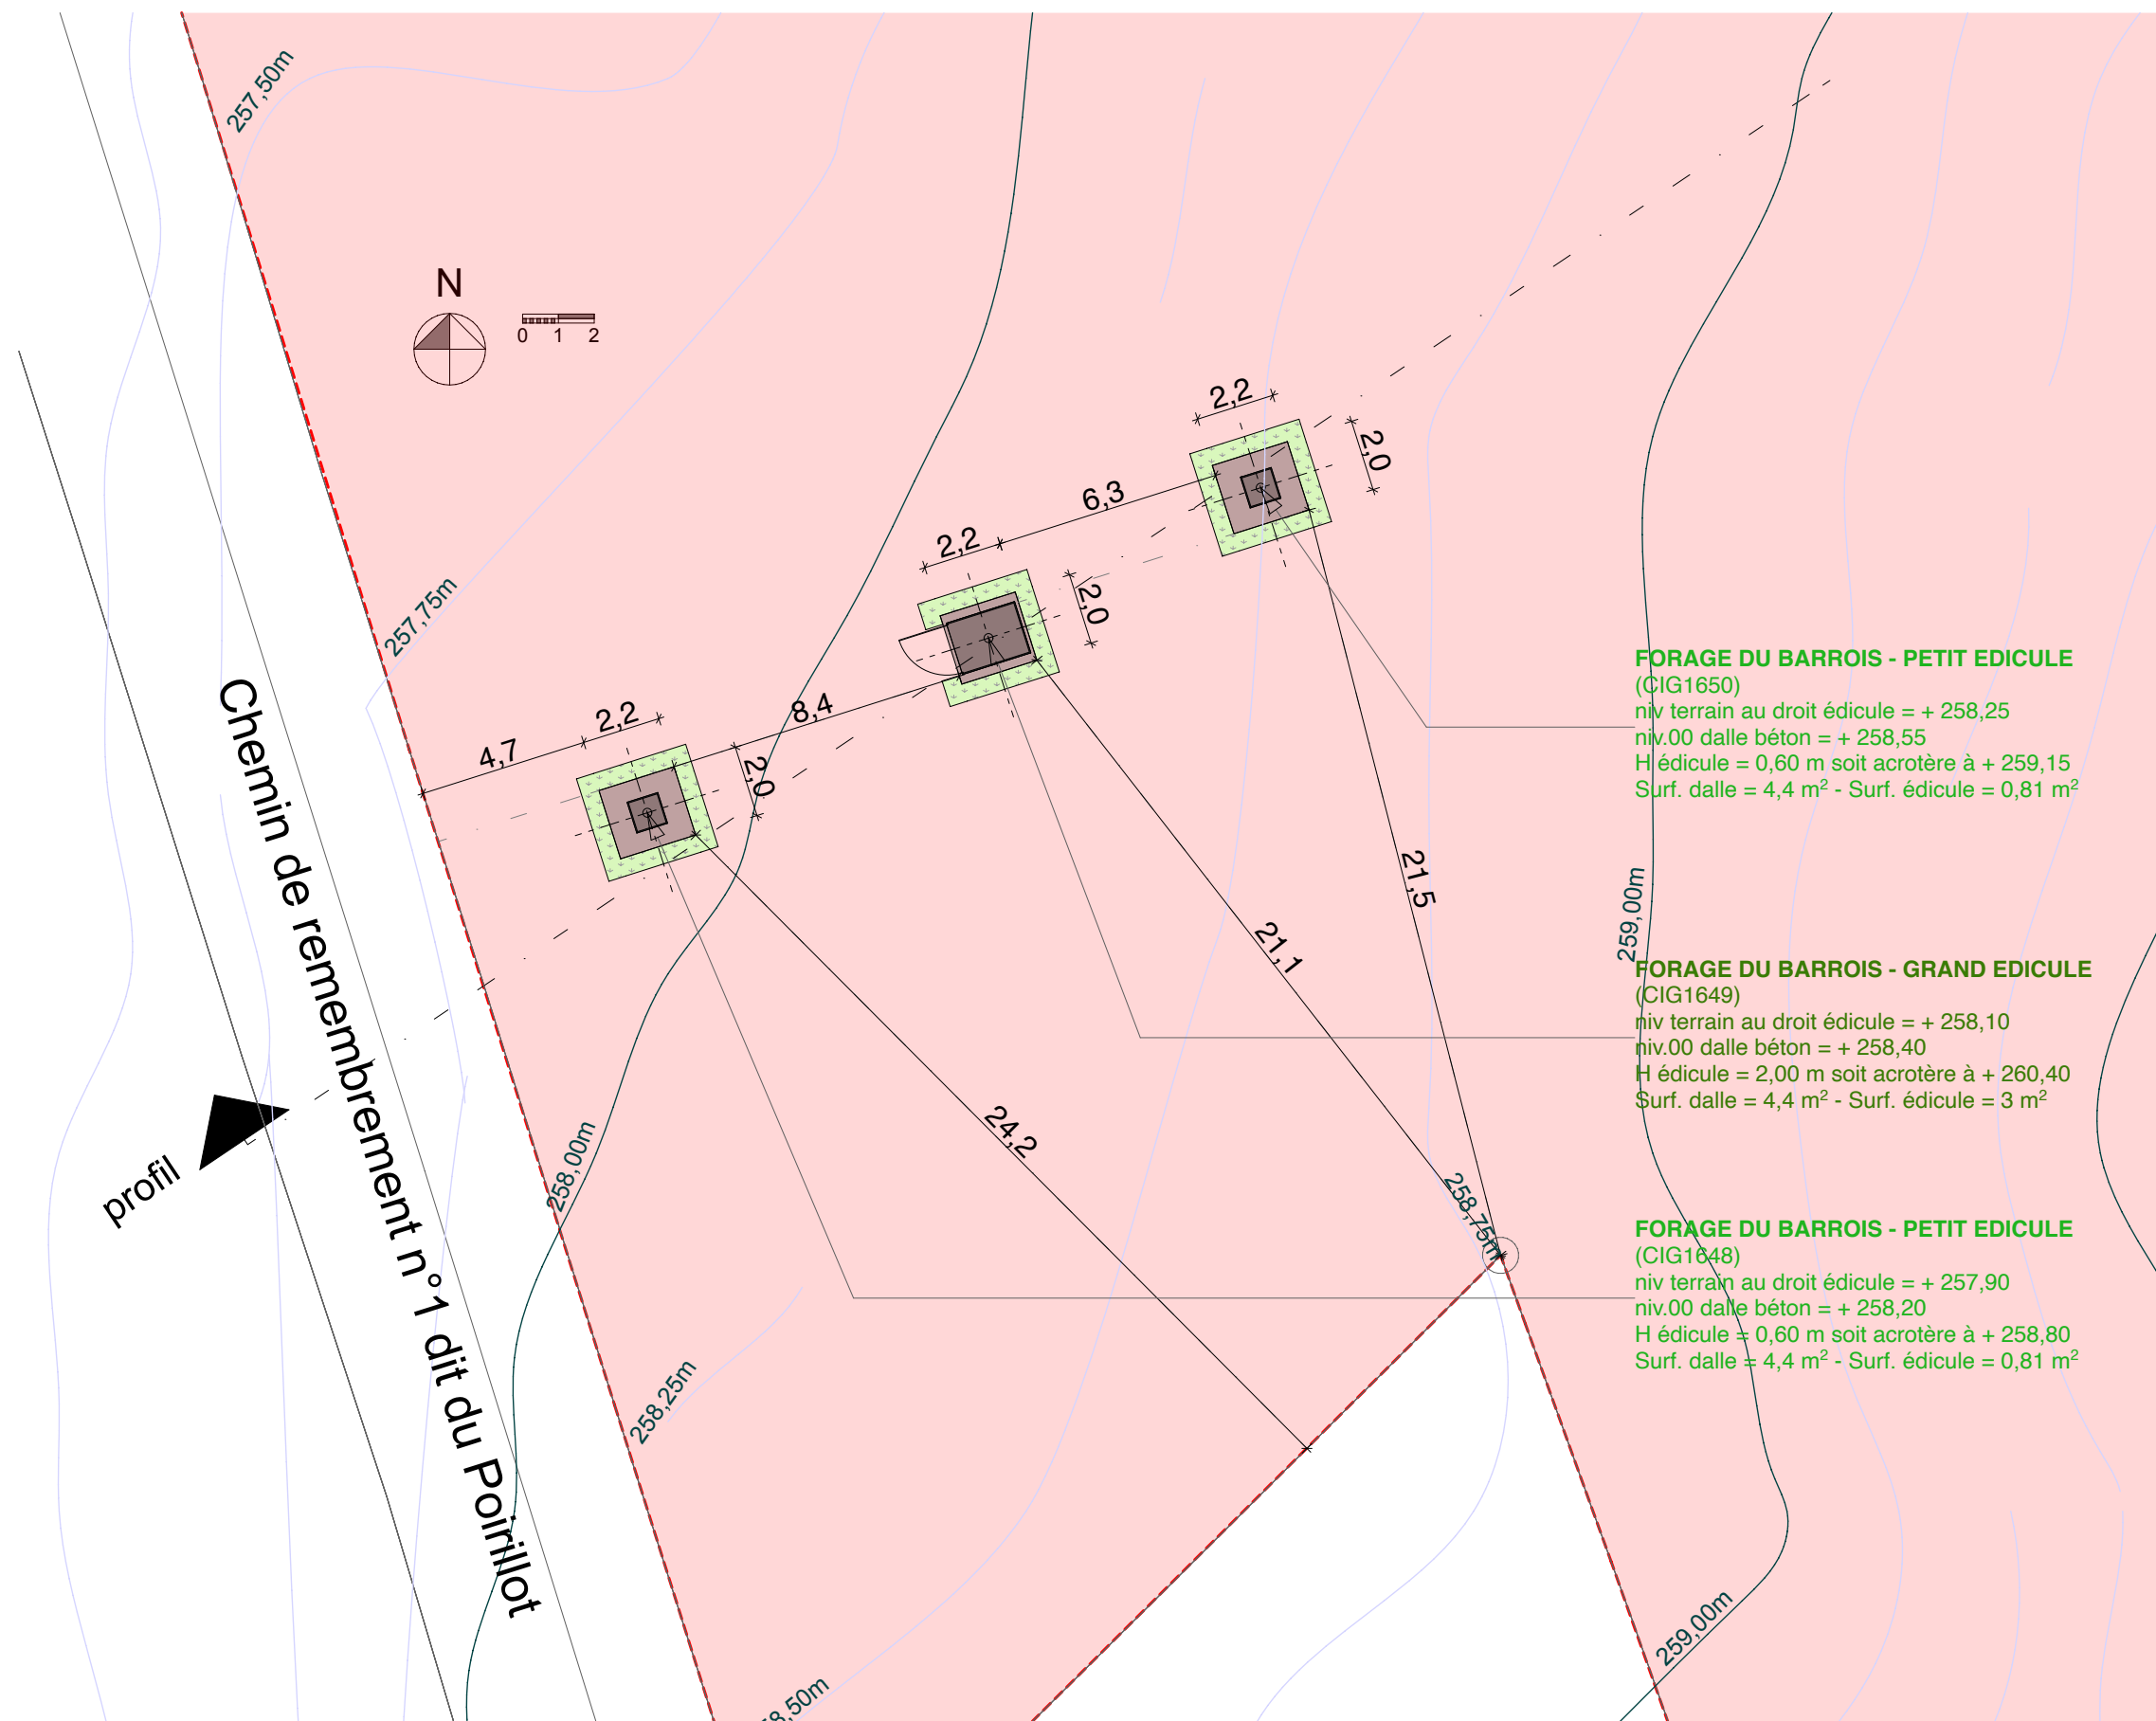 257,50m
N
0 1 2
2,2
2,0
6,3
2,2
2,0
257,75m
8,4
2,2
4,7
2,0
Chemin de remembrement n°1 dit du Poirillot
profil
FORAGE DU BARROIS - PETIT EDICULE
(CIG1650)
niv terrain au droit édicule = + 258,25
niv.00 dalle béton = + 258,55
H édicule = 0,60 m soit acrotère à + 259,15
Surf. dalle = 4,4 m² - Surf. édicule = 0,81 m²
21,5
259,00m
21,1
FORAGE DU BARROIS - GRAND EDICULE
(CIG1649)
niv terrain au droit édicule = + 258,10
niv.00 dalle béton = + 258,40
H édicule = 2,00 m soit acrotère à + 260,40
Surf. dalle = 4,4 m² - Surf. édicule = 3 m²
24,2
258,00m
258,75m
FORAGE DU BARROIS - PETIT EDICULE
(CIG1648)
niv terrain au droit édicule = + 257,90
niv.00 dalle béton = + 258,20
H édicule = 0,60 m soit acrotère à + 258,80
Surf. dalle = 4,4 m² - Surf. édicule = 0,81 m²
258,25m
259,00m
8,50m